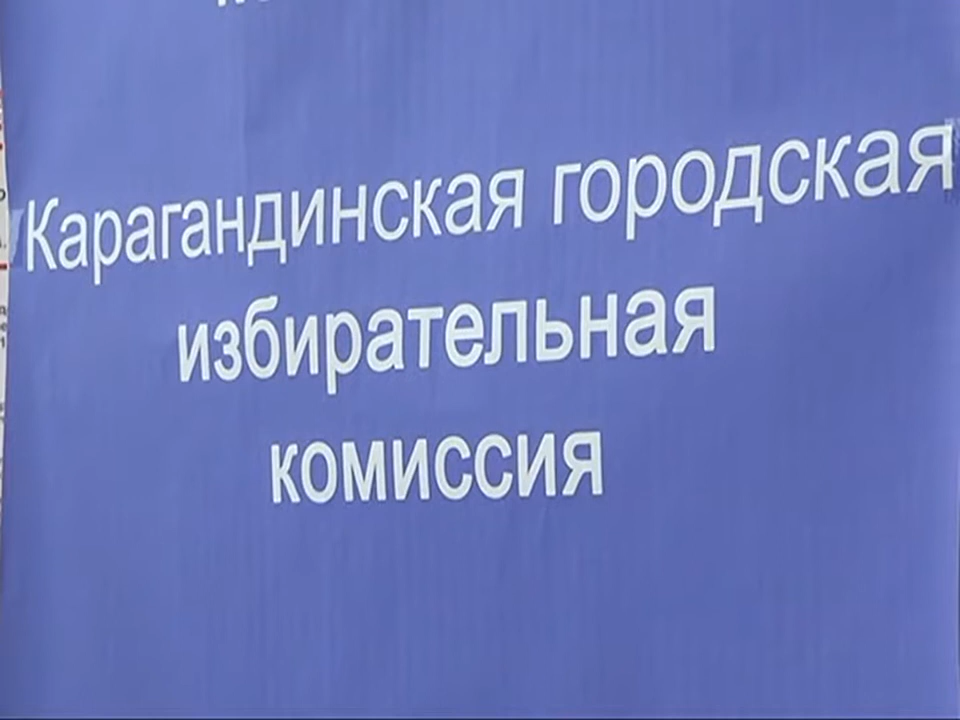 Карагандинская городская
избирательная
комиссия